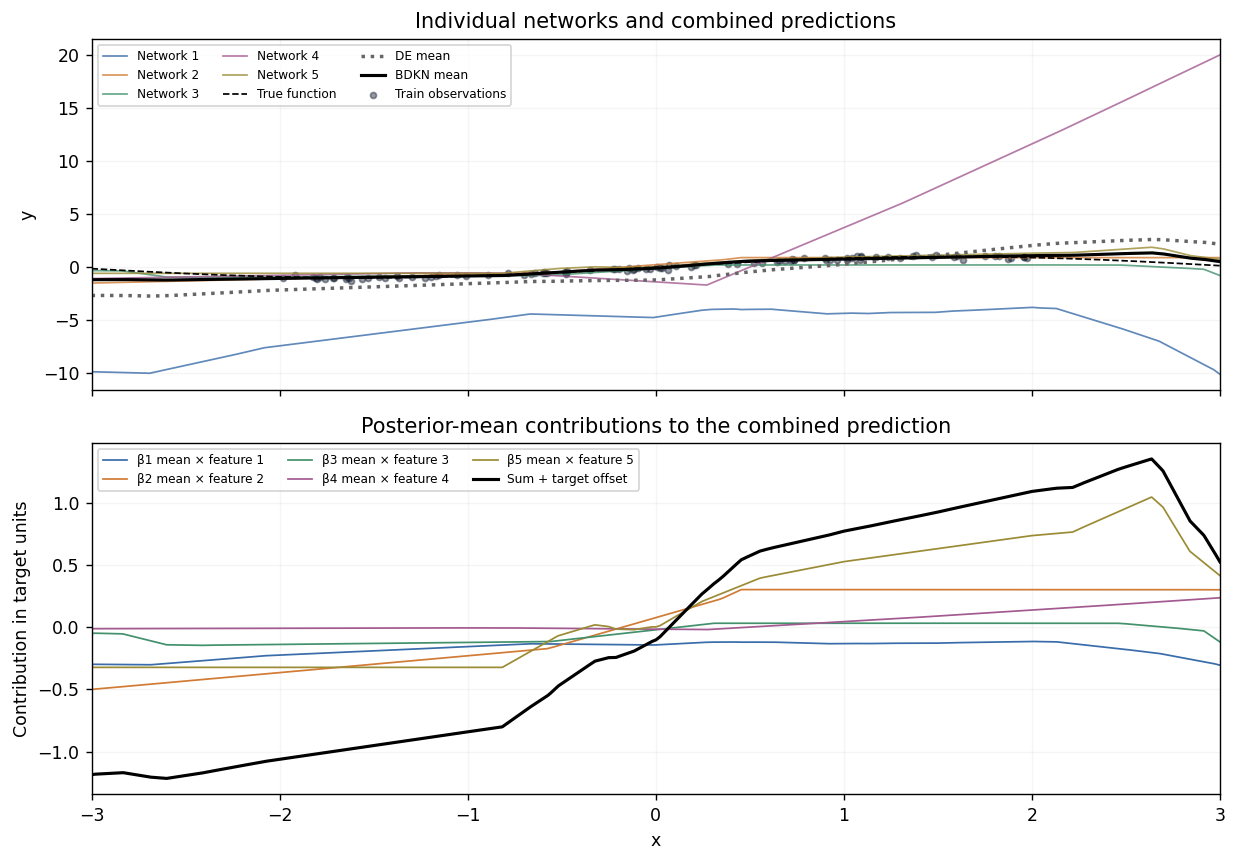 Individual networks and combined predictions
Network 1
Network 2
Network 3
Network 4
Network 5
True function
DE mean
BDKN mean
Train observations
20
15
10
5
0
−5
−10
y
Posterior-mean contributions to the combined prediction
β1 mean × feature 1
β2 mean × feature 2
β3 mean × feature 3
β4 mean × feature 4
β5 mean × feature 5
Sum + target offset
1.0
0.5
0.0
−0.5
−1.0
Contribution in target units
−3
−2
−1
0
1
2
3
x